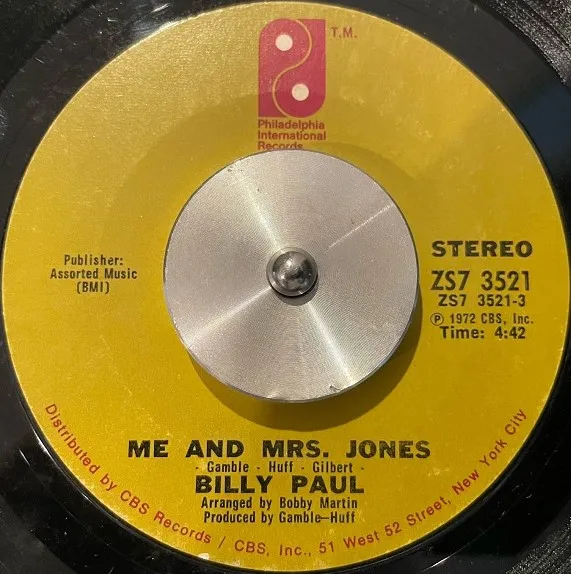 T.M.
Philadelphia
International
Records
Publisher:
Assorted Music
(BMI)
STEREO
ZS7 3521
ZS7 3521-3
Ⓟ 1972 CBS, Inc.
Time: 4:42
ME AND MRS. JONES
- Gamble - Huff - Gilbert -
BILLY PAUL
Arranged by Bobby Martin
Produced by Gamble-Huff
Distributed by CBS Records / CBS, Inc., 51 West 52 Street, New York City